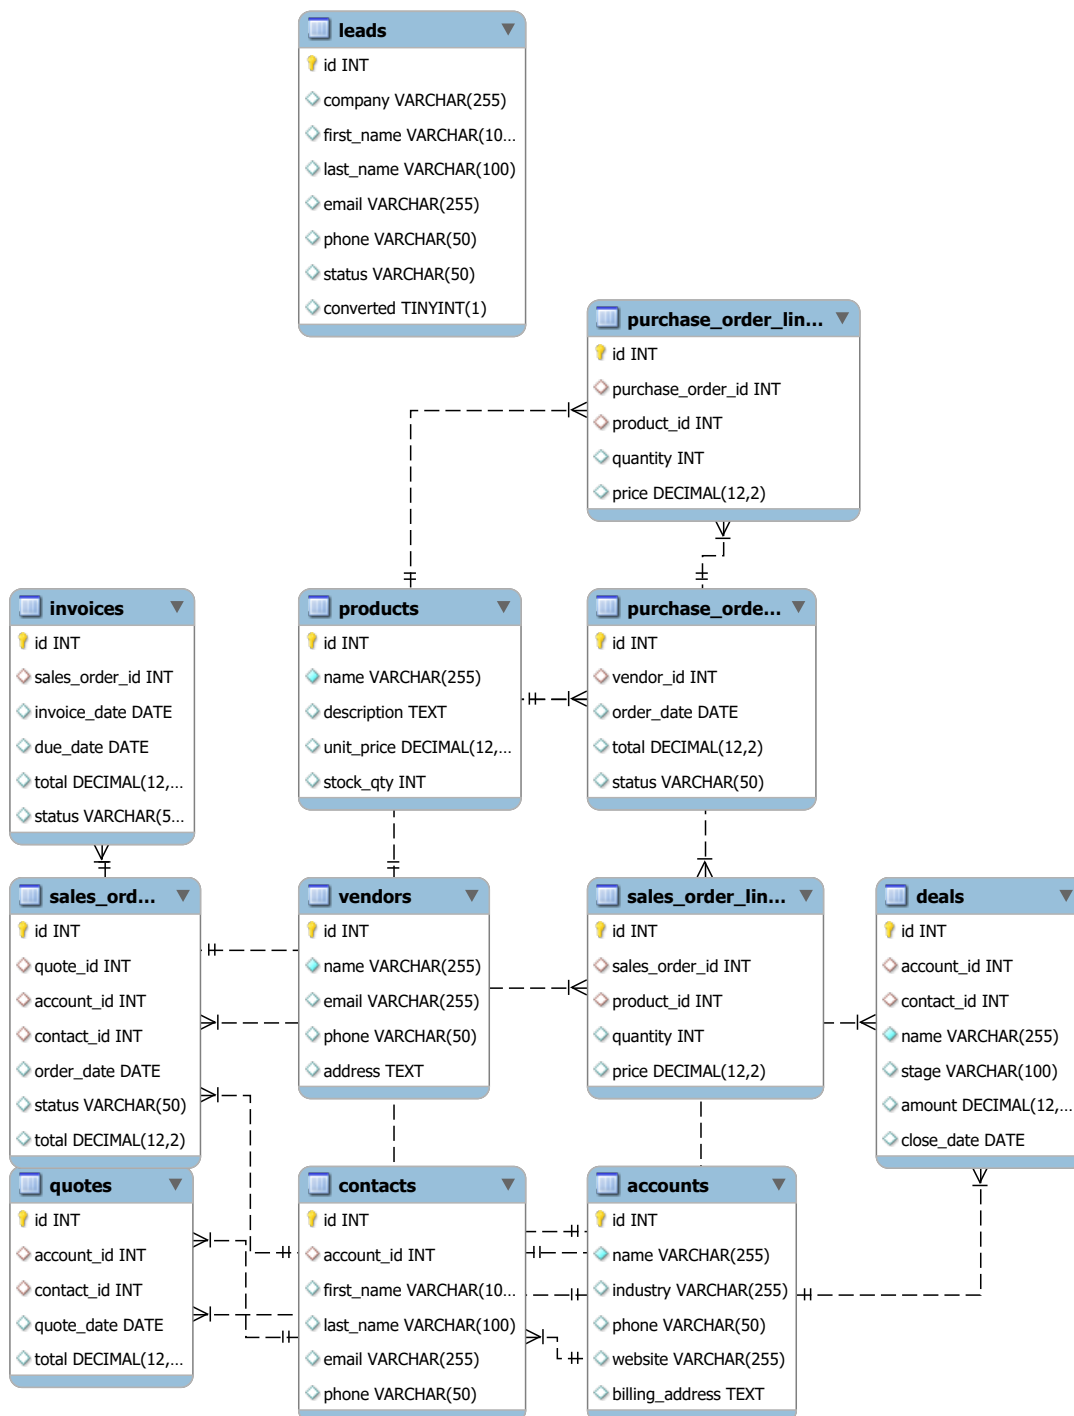 leads
id INT
company VARCHAR(255)
first_name VARCHAR(10...
last_name VARCHAR(100)
email VARCHAR(255)
phone VARCHAR(50)
status VARCHAR(50)
converted TINYINT(1)
purchase_order_lin...
id INT
purchase_order_id INT
product_id INT
quantity INT
price DECIMAL(12,2)
invoices
id INT
sales_order_id INT
invoice_date DATE
due_date DATE
total DECIMAL(12,...
status VARCHAR(5...
products
id INT
name VARCHAR(255)
description TEXT
unit_price DECIMAL(12,...
stock_qty INT
purchase_orde...
id INT
vendor_id INT
order_date DATE
total DECIMAL(12,2)
status VARCHAR(50)
sales_ord...
id INT
quote_id INT
account_id INT
contact_id INT
order_date DATE
status VARCHAR(50)
total DECIMAL(12,2)
vendors
id INT
name VARCHAR(255)
email VARCHAR(255)
phone VARCHAR(50)
address TEXT
sales_order_lin...
id INT
sales_order_id INT
product_id INT
quantity INT
price DECIMAL(12,2)
deals
id INT
account_id INT
contact_id INT
name VARCHAR(255)
stage VARCHAR(100)
amount DECIMAL(12,...
close_date DATE
quotes
id INT
account_id INT
contact_id INT
quote_date DATE
total DECIMAL(12,...
contacts
id INT
account_id INT
first_name VARCHAR(10...
last_name VARCHAR(100)
email VARCHAR(255)
phone VARCHAR(50)
accounts
id INT
name VARCHAR(255)
industry VARCHAR(255)
phone VARCHAR(50)
website VARCHAR(255)
billing_address TEXT